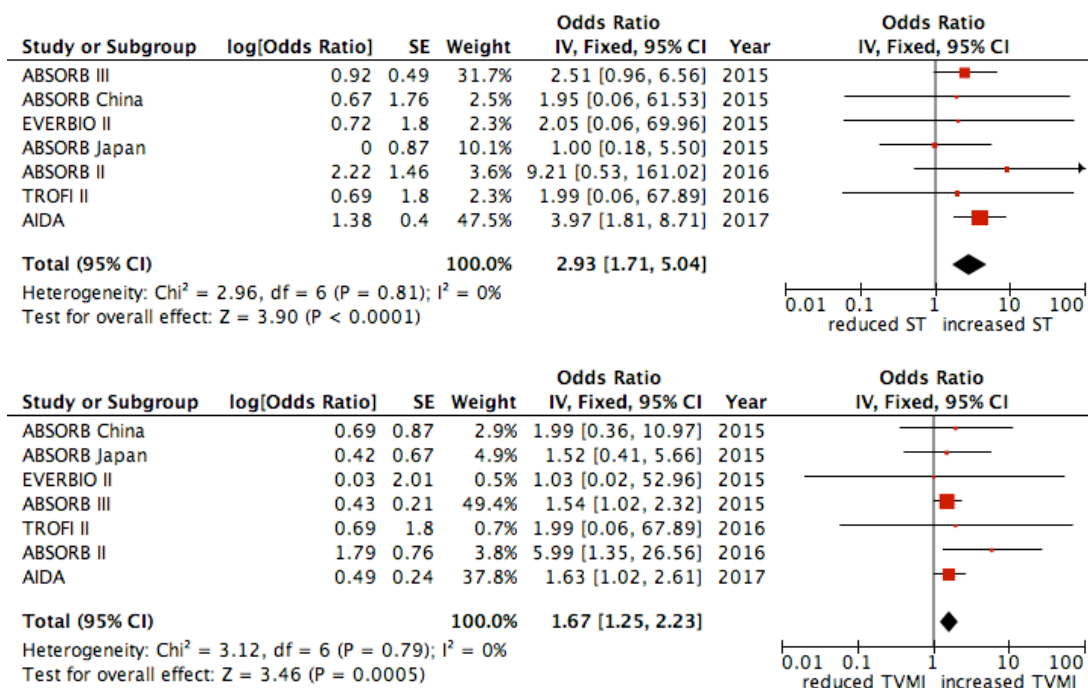 Odds Ratio Odds Ratio
Study or Subgroup log[Odds Ratio] SE Weight IV, Fixed, 95% CI Year IV, Fixed, 95% CI
ABSORB III 0.92 0.49 31.7% 2.51 [0.96, 6.56] 2015
ABSORB China 0.67 1.76 2.5% 1.95 [0.06, 61.53] 2015
EVERBIO II 0.72 1.8 2.3% 2.05 [0.06, 69.96] 2015
ABSORB Japan 0 0.87 10.1% 1.00 [0.18, 5.50] 2015
ABSORB II 2.22 1.46 3.6% 9.21 [0.53, 161.02] 2016
TROFI II 0.69 1.8 2.3% 1.99 [0.06, 67.89] 2016
AIDA 1.38 0.4 47.5% 3.97 [1.81, 8.71] 2017
Total (95% CI) 100.0% 2.93 [1.71, 5.04]
Heterogeneity: Chi² = 2.96, df = 6 (P = 0.81); I² = 0%
Test for overall effect: Z = 3.90 (P < 0.0001)
0.01 0.1 1 10 100
reduced ST increased ST
Odds Ratio Odds Ratio
Study or Subgroup log[Odds Ratio] SE Weight IV, Fixed, 95% CI Year IV, Fixed, 95% CI
ABSORB China 0.69 0.87 2.9% 1.99 [0.36, 10.97] 2015
ABSORB Japan 0.42 0.67 4.9% 1.52 [0.41, 5.66] 2015
EVERBIO II 0.03 2.01 0.5% 1.03 [0.02, 52.96] 2015
ABSORB III 0.43 0.21 49.4% 1.54 [1.02, 2.32] 2015
TROFI II 0.69 1.8 0.7% 1.99 [0.06, 67.89] 2016
ABSORB II 1.79 0.76 3.8% 5.99 [1.35, 26.56] 2016
AIDA 0.49 0.24 37.8% 1.63 [1.02, 2.61] 2017
Total (95% CI) 100.0% 1.67 [1.25, 2.23]
Heterogeneity: Chi² = 3.12, df = 6 (P = 0.79); I² = 0%
Test for overall effect: Z = 3.46 (P = 0.0005)
0.01 0.1 1 10 100
reduced TVMI increased TVMI